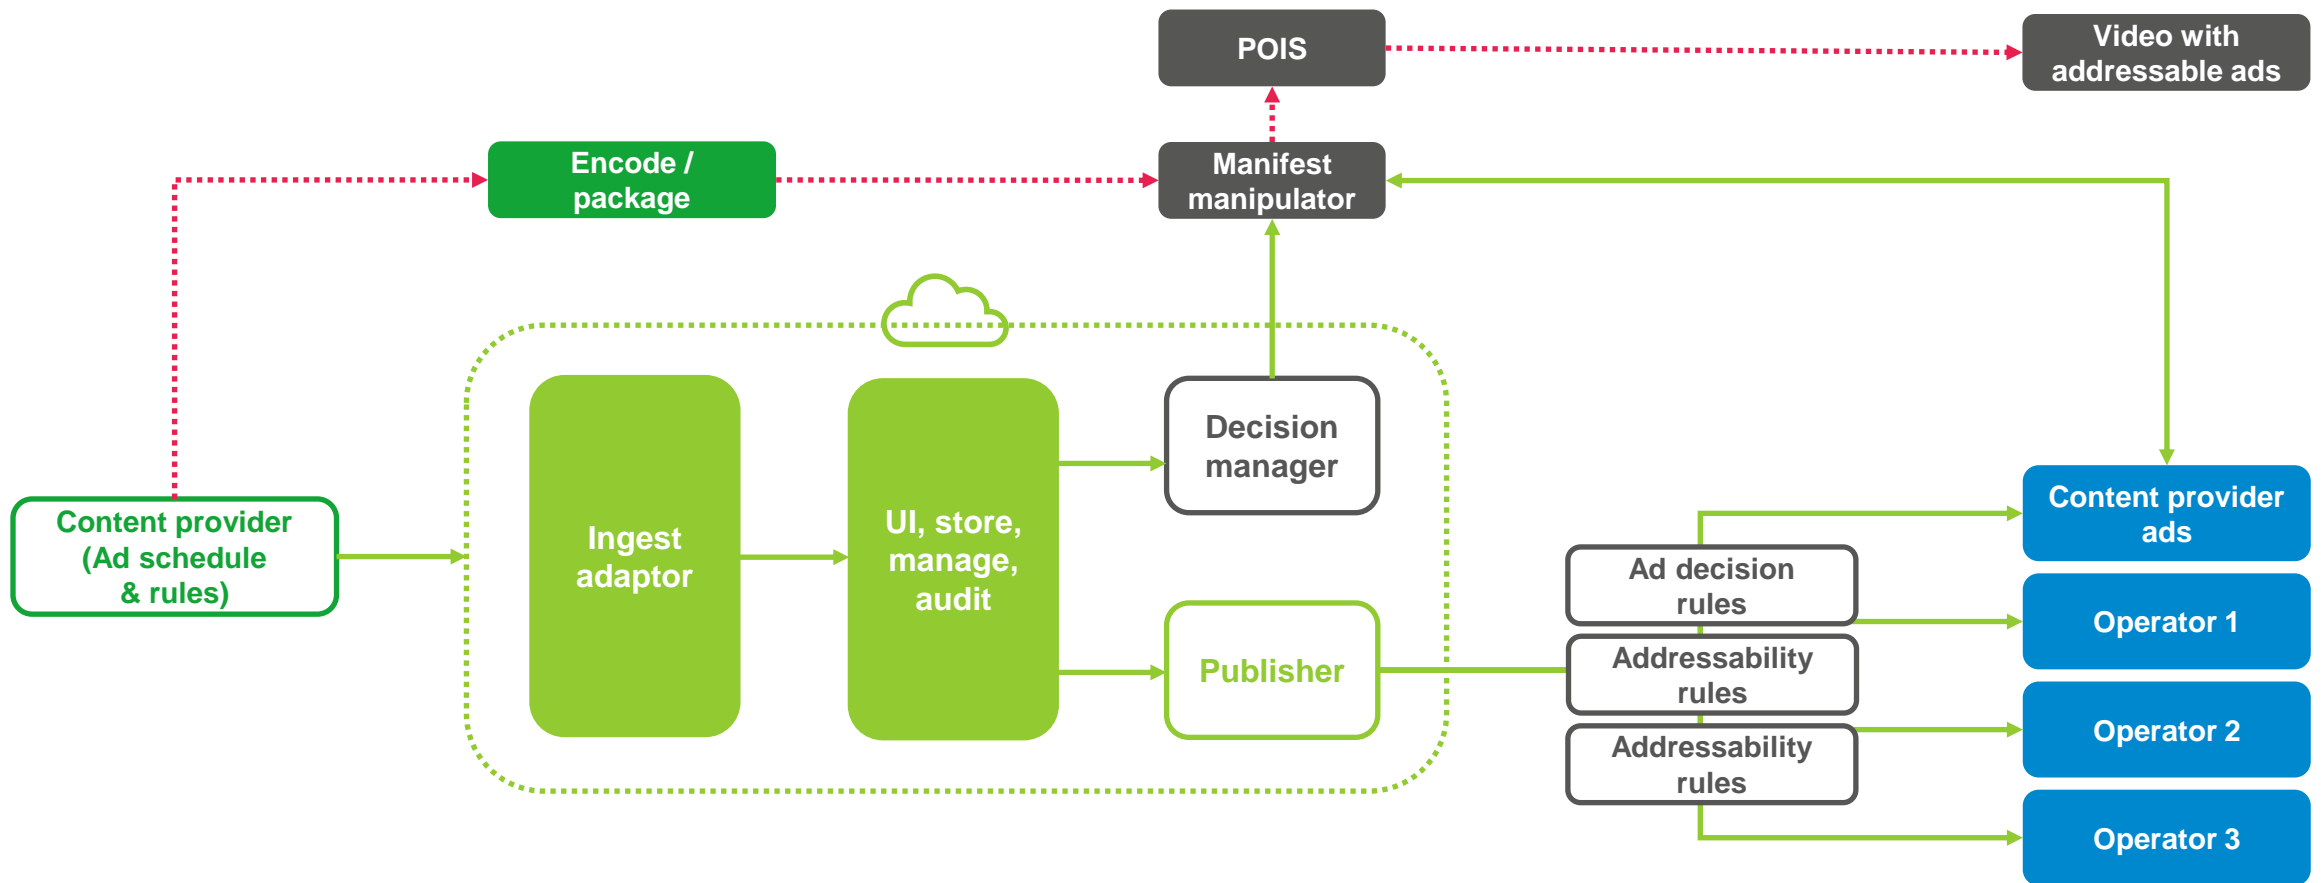 POIS
Video with
addressable ads
Encode /
package
Manifest
manipulator
Content provider
(Ad schedule
& rules)
Ingest
adaptor
UI, store,
manage,
audit
Decision
manager
Publisher
Ad decision
rules
Addressability
rules
Addressability
rules
Content provider
ads
Operator 1
Operator 2
Operator 3